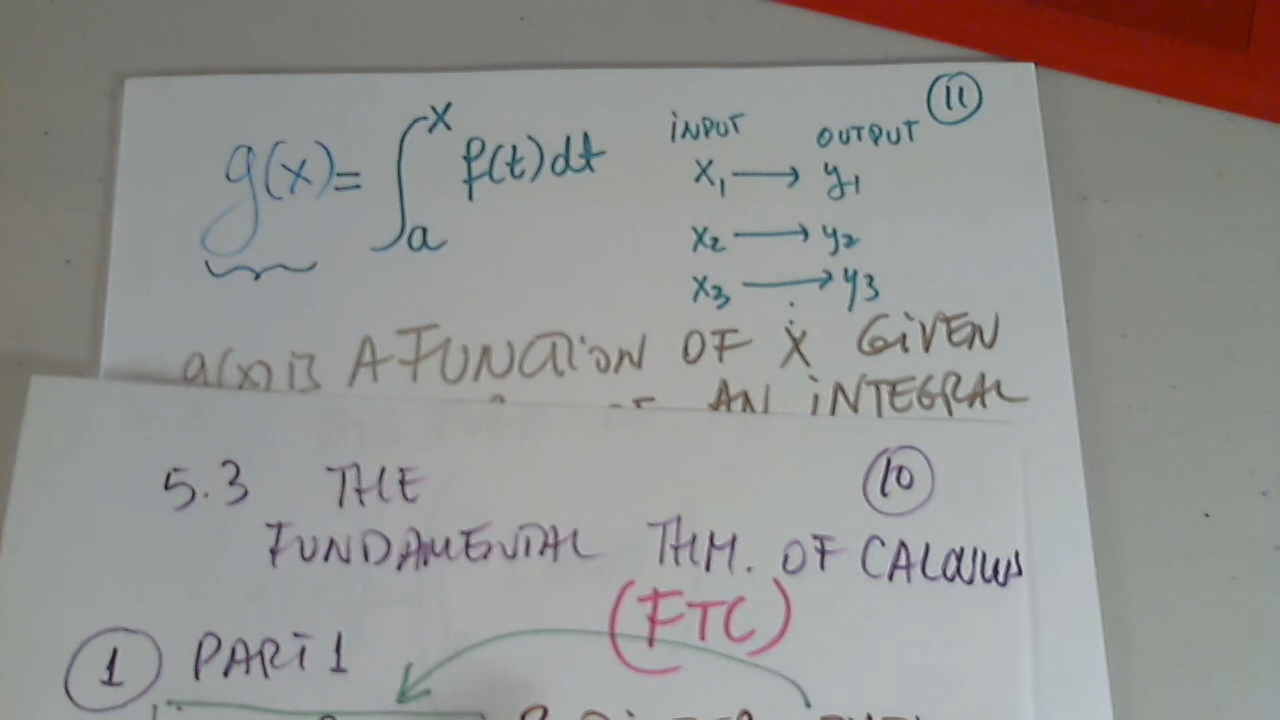 11
g(x) = ∫ₐˣ f(t) dt
INPUT OUTPUT
x₁ → y₁
x₂ → y₂
x₃ → y₃
g(x) IS A FUNCTION OF X GIVEN
AN INTEGRAL
10
5.3 THE
FUNDAMENTAL THM. OF CALCULUS
(FTC)
1 PART 1